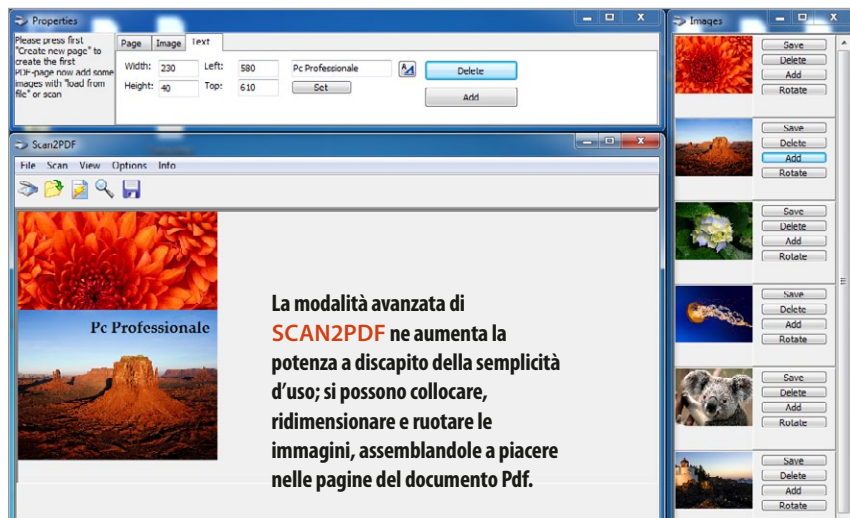 Properties
Please press first
"Create new page" to
create the first
PDF-page now add some
images with "load from
file" or scan
Page Image Text
Width: 230 Left: 580 Pc Professionale Delete
Height: 40 Top: 610 Set Add
Scan2PDF
File Scan View Options Info
Pc Professionale
La modalità avanzata di
SCAN2PDF ne aumenta la
potenza a discapito della semplicità
d’uso; si possono collocare,
ridimensionare e ruotare le
immagini, assemblandole a piacere
nelle pagine del documento Pdf.
Images
Save
Delete
Add
Rotate
Save
Delete
Add
Rotate
Save
Delete
Add
Rotate
Save
Delete
Add
Rotate
Save
Delete
Add
Rotate
Save
Delete
Add
Rotate